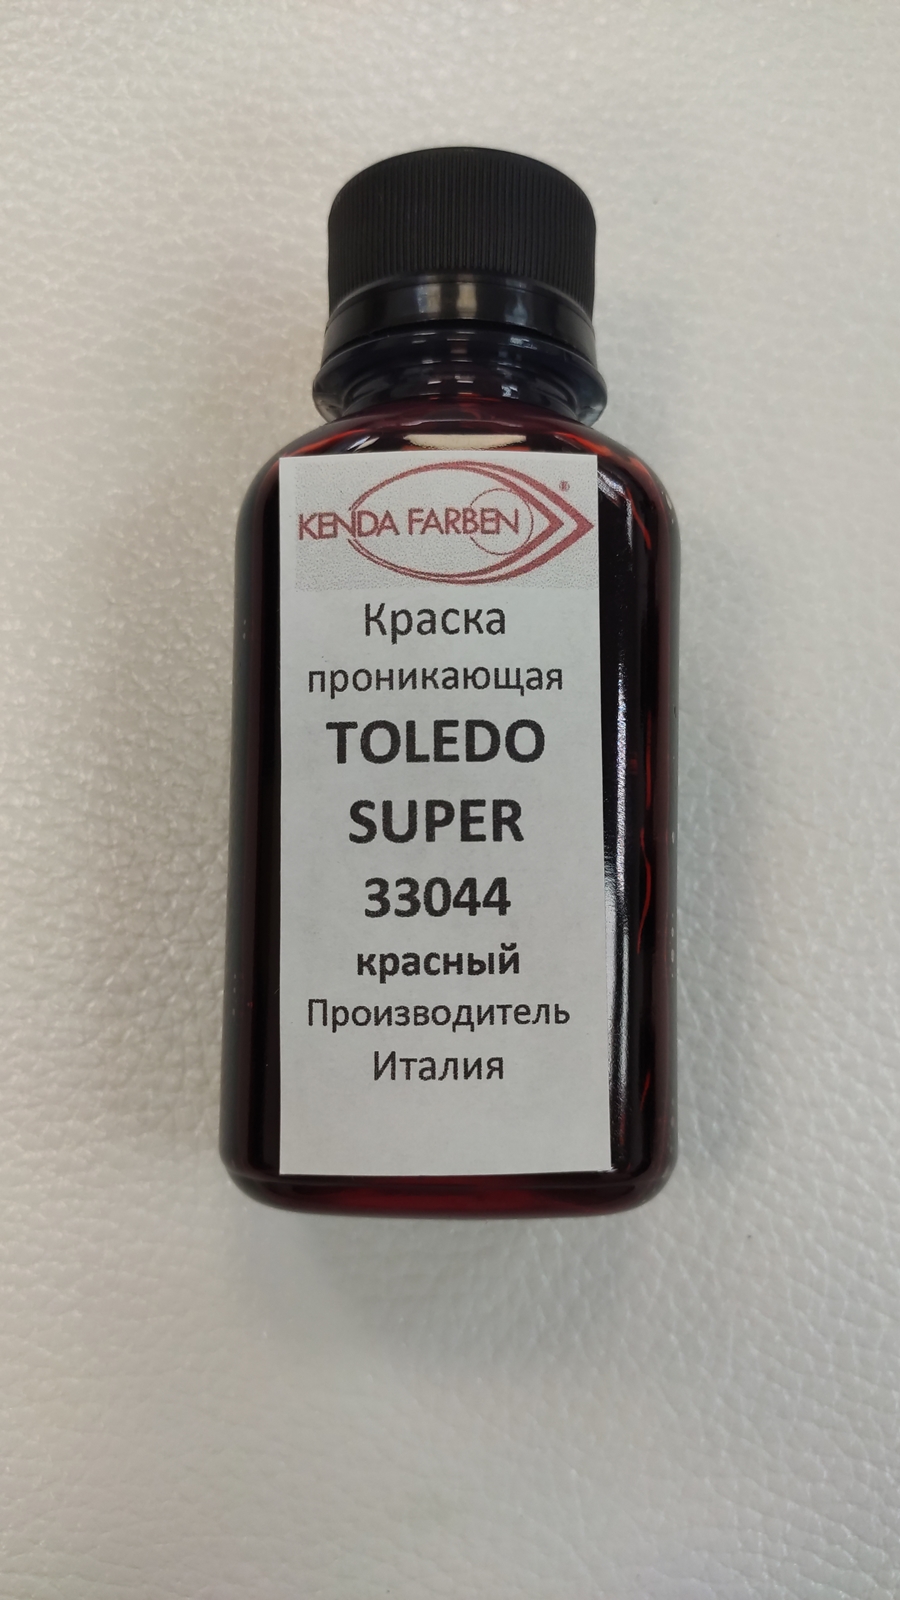 KENDA FARBEN ®
Краска
проникающая
TOLEDO
SUPER
33044
красный
Производитель
Италия